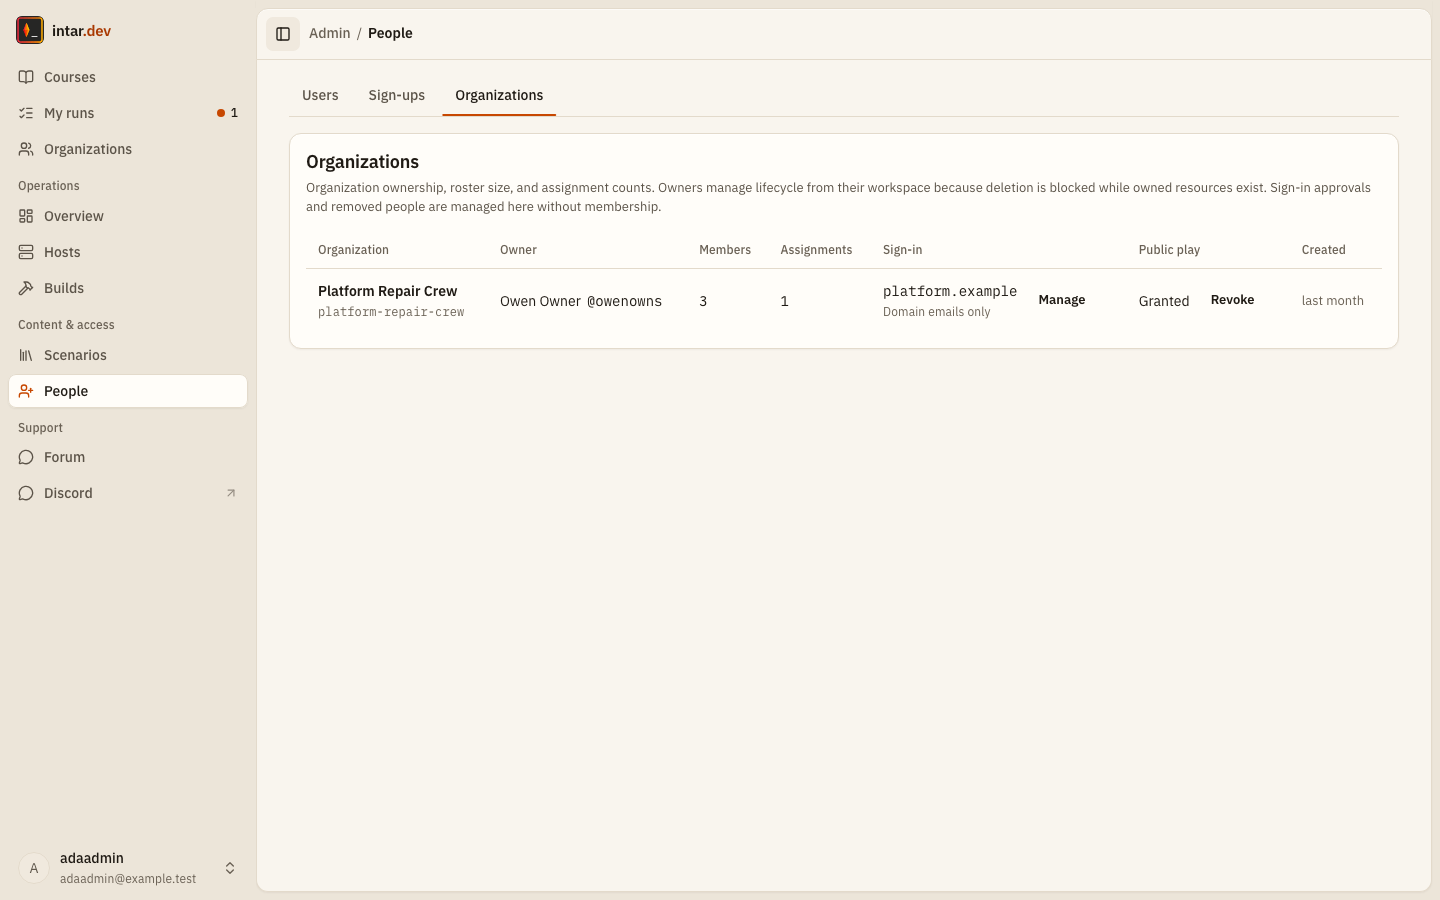 intar.dev
Courses
My runs 1
Organizations
Operations
Overview
Hosts
Builds
Content & access
Scenarios
People
Support
Forum
Discord
A
adaadmin
adaadmin@example.test
Admin / People
Users Sign-ups Organizations
Organizations
Organization ownership, roster size, and assignment counts. Owners manage lifecycle from their workspace because deletion is blocked while owned resources exist. Sign-in approvals
and removed people are managed here without membership.
Organization Owner Members Assignments Sign-in Public play Created
Platform Repair Crew
platform-repair-crew
Owen Owner @owenowns
3
1
platform.example
Domain emails only
Manage
Granted
Revoke
last month